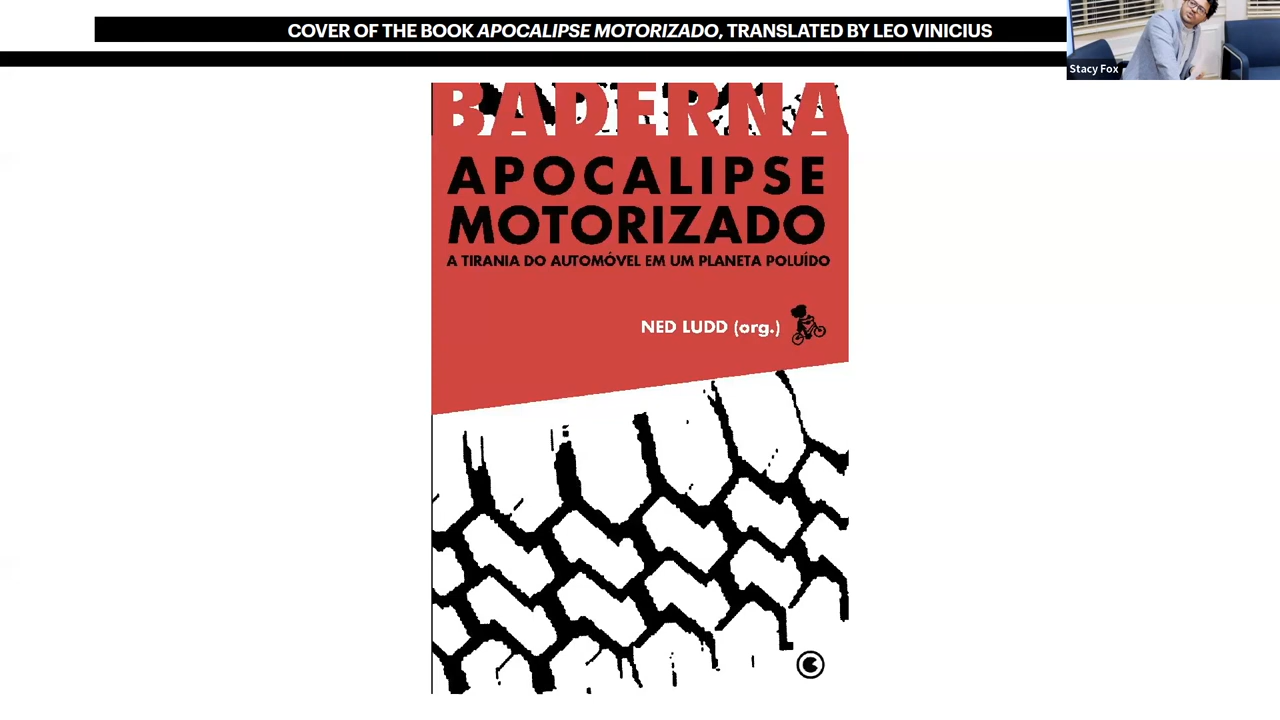 COVER OF THE BOOK APOCALIPSE MOTORIZADO, TRANSLATED BY LEO VINICIUS
Stacy Fox
BADERNA
APOCALIPSE
MOTORIZADO
A TIRANIA DO AUTOMÓVEL EM UM PLANETA POLUÍDO
NED LUDD (org.)